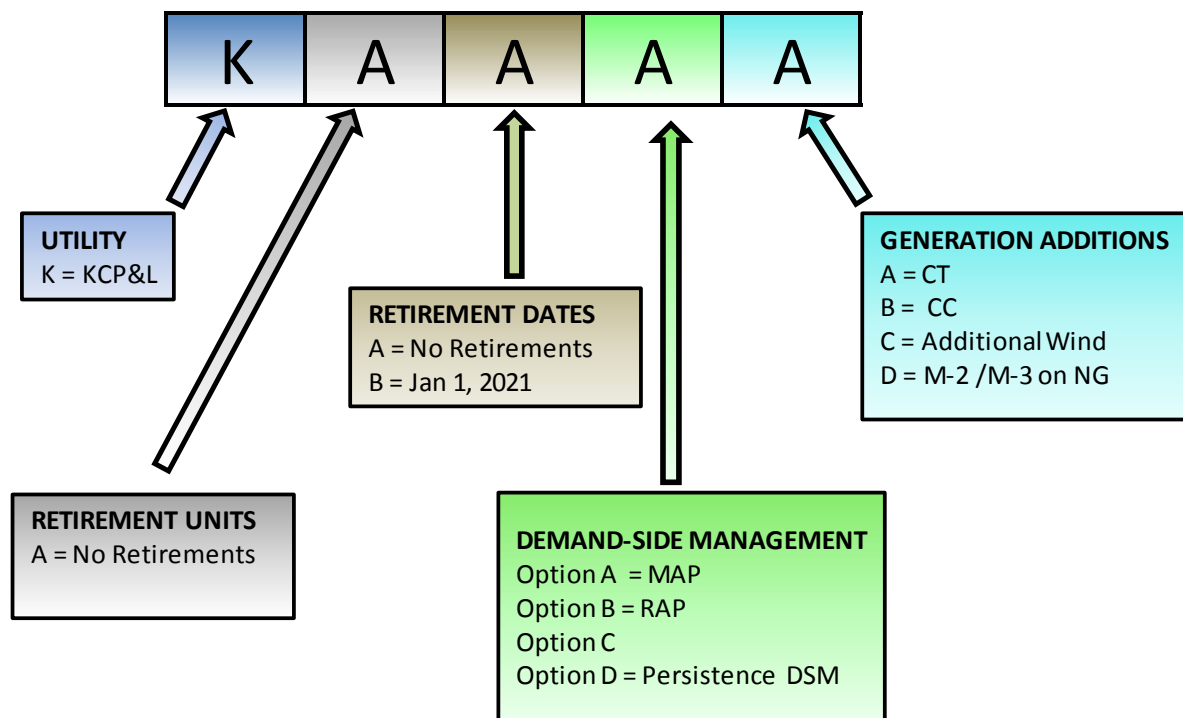 K A A A A
UTILITY
K = KCP&L
RETIREMENT DATES
A = No Retirements
B = Jan 1, 2021
GENERATION ADDITIONS
A = CT
B = CC
C = Additional Wind
D = M-2 /M-3 on NG
RETIREMENT UNITS
A = No Retirements
DEMAND-SIDE MANAGEMENT
Option A = MAP
Option B = RAP
Option C
Option D = Persistence DSM